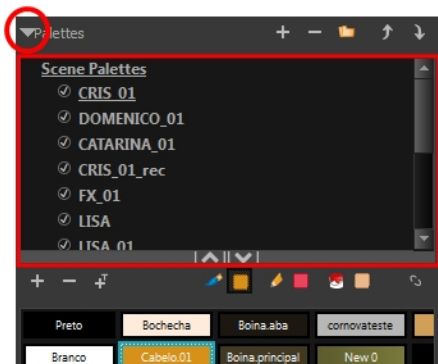 Palettes
Scene Palettes
CRIS_01
DOMENICO_01
CATARINA_01
CRIS_01_rec
FX_01
LISA
LISA_01
Preto Bochecha Boina.aba cornovateste
Branco Cabelo.01 Boina.principal New 0